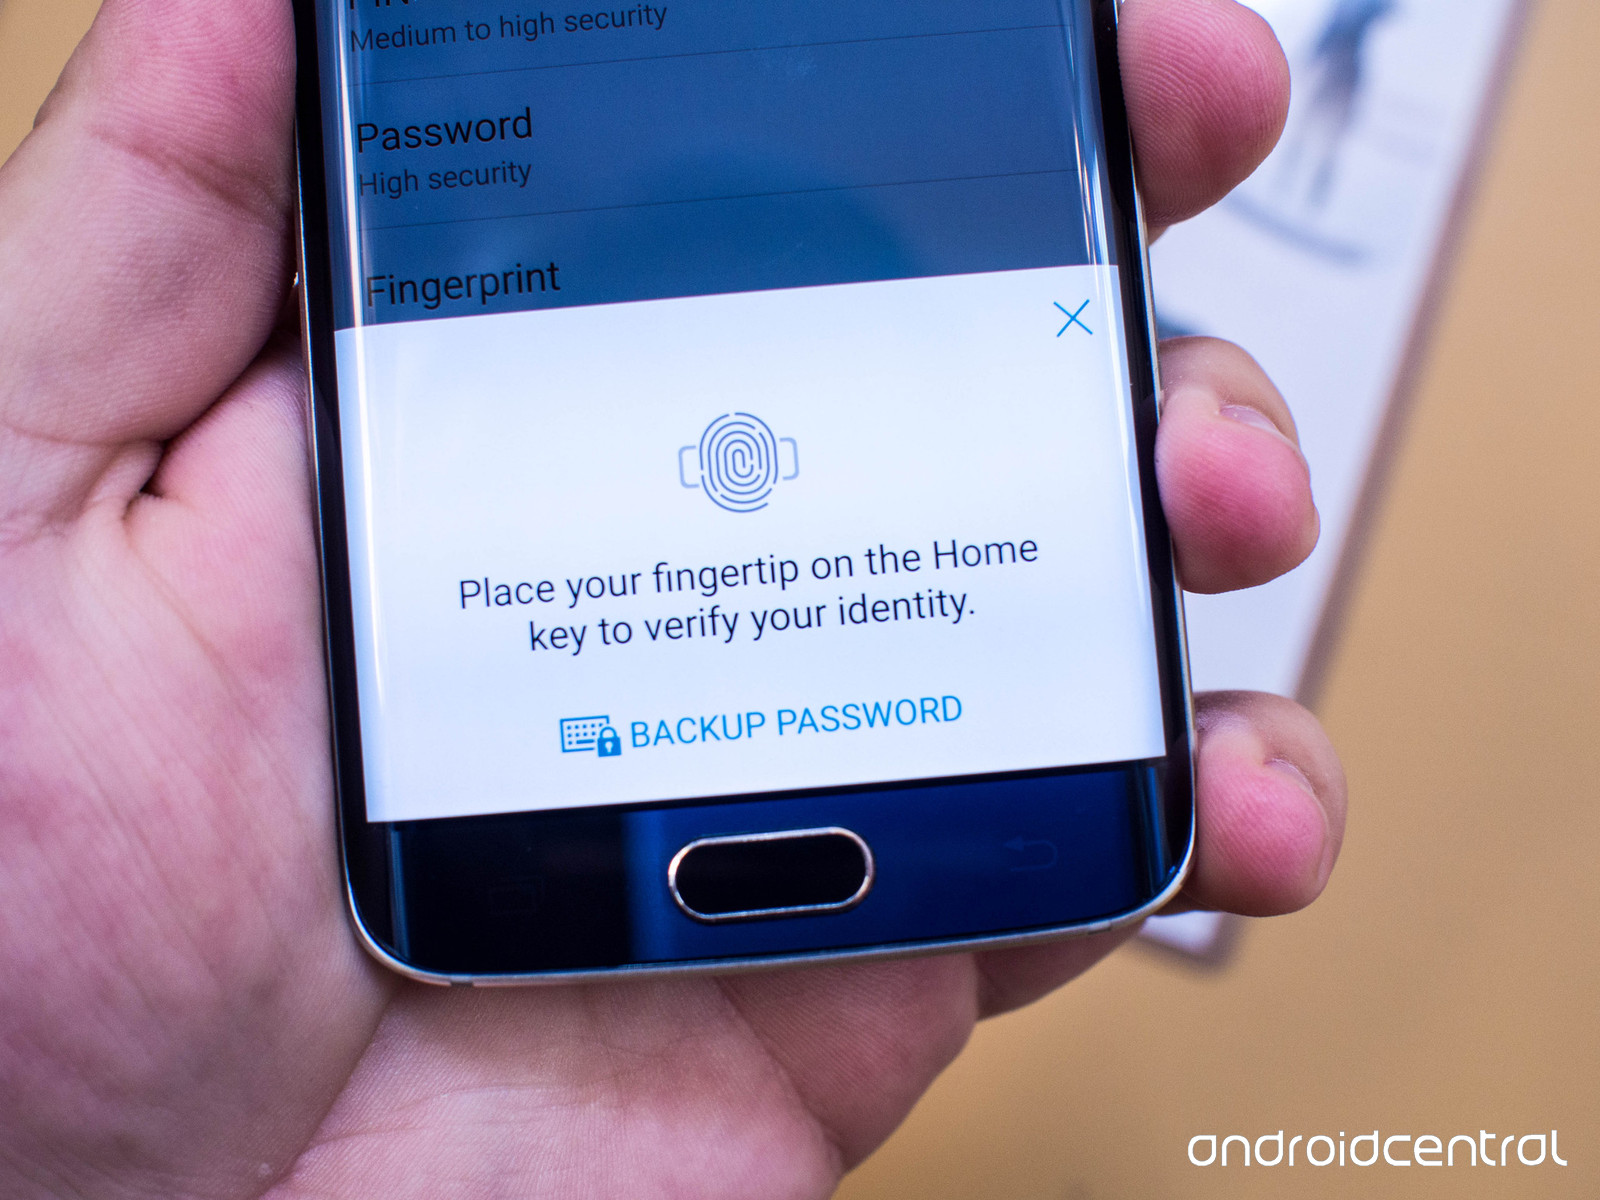 PIN
Medium to high security
Password
High security
Fingerprint
Place your fingertip on the Home
key to verify your identity.
BACKUP PASSWORD
androidcentral